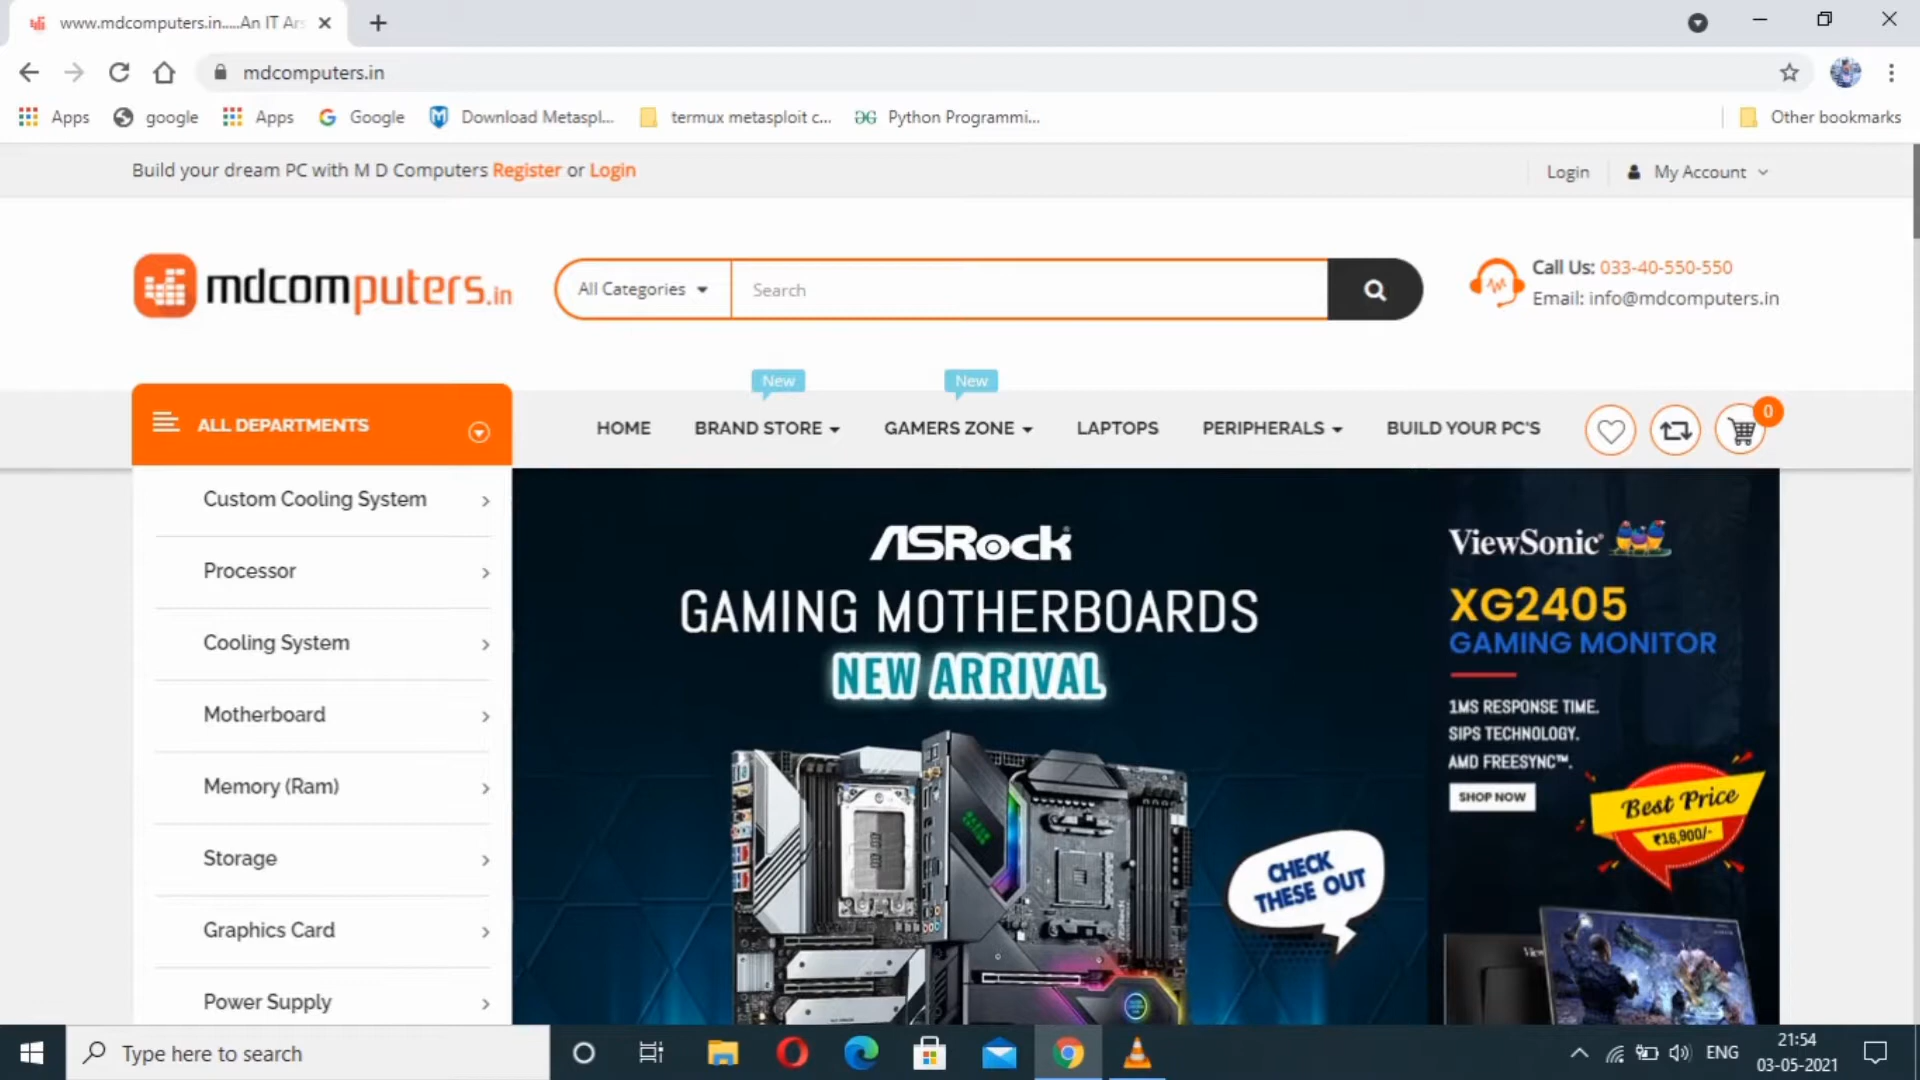 www.mdcomputers.in.....An IT Ars
mdcomputers.in
Apps
google
Apps
Google
Download Metaspl...
termux metasploit c...
Python Programmi...
Other bookmarks
Build your dream PC with M D Computers Register or Login
Login
My Account
mdcomputers.in
All Categories
Search
Call Us: 033-40-550-550
Email: info@mdcomputers.in
New
New
ALL DEPARTMENTS
HOME
BRAND STORE
GAMERS ZONE
LAPTOPS
PERIPHERALS
BUILD YOUR PC'S
0
Custom Cooling System
Processor
Cooling System
Motherboard
Memory (Ram)
Storage
Graphics Card
Power Supply
ASRock
GAMING MOTHERBOARDS
NEW ARRIVAL
CHECK
THESE OUT
ViewSonic
XG2405
GAMING MONITOR
1MS RESPONSE TIME.
SIPS TECHNOLOGY.
AMD FREESYNC™.
SHOP NOW
Best Price
₹16,900/-
Type here to search
ENG
21:54
03-05-2021